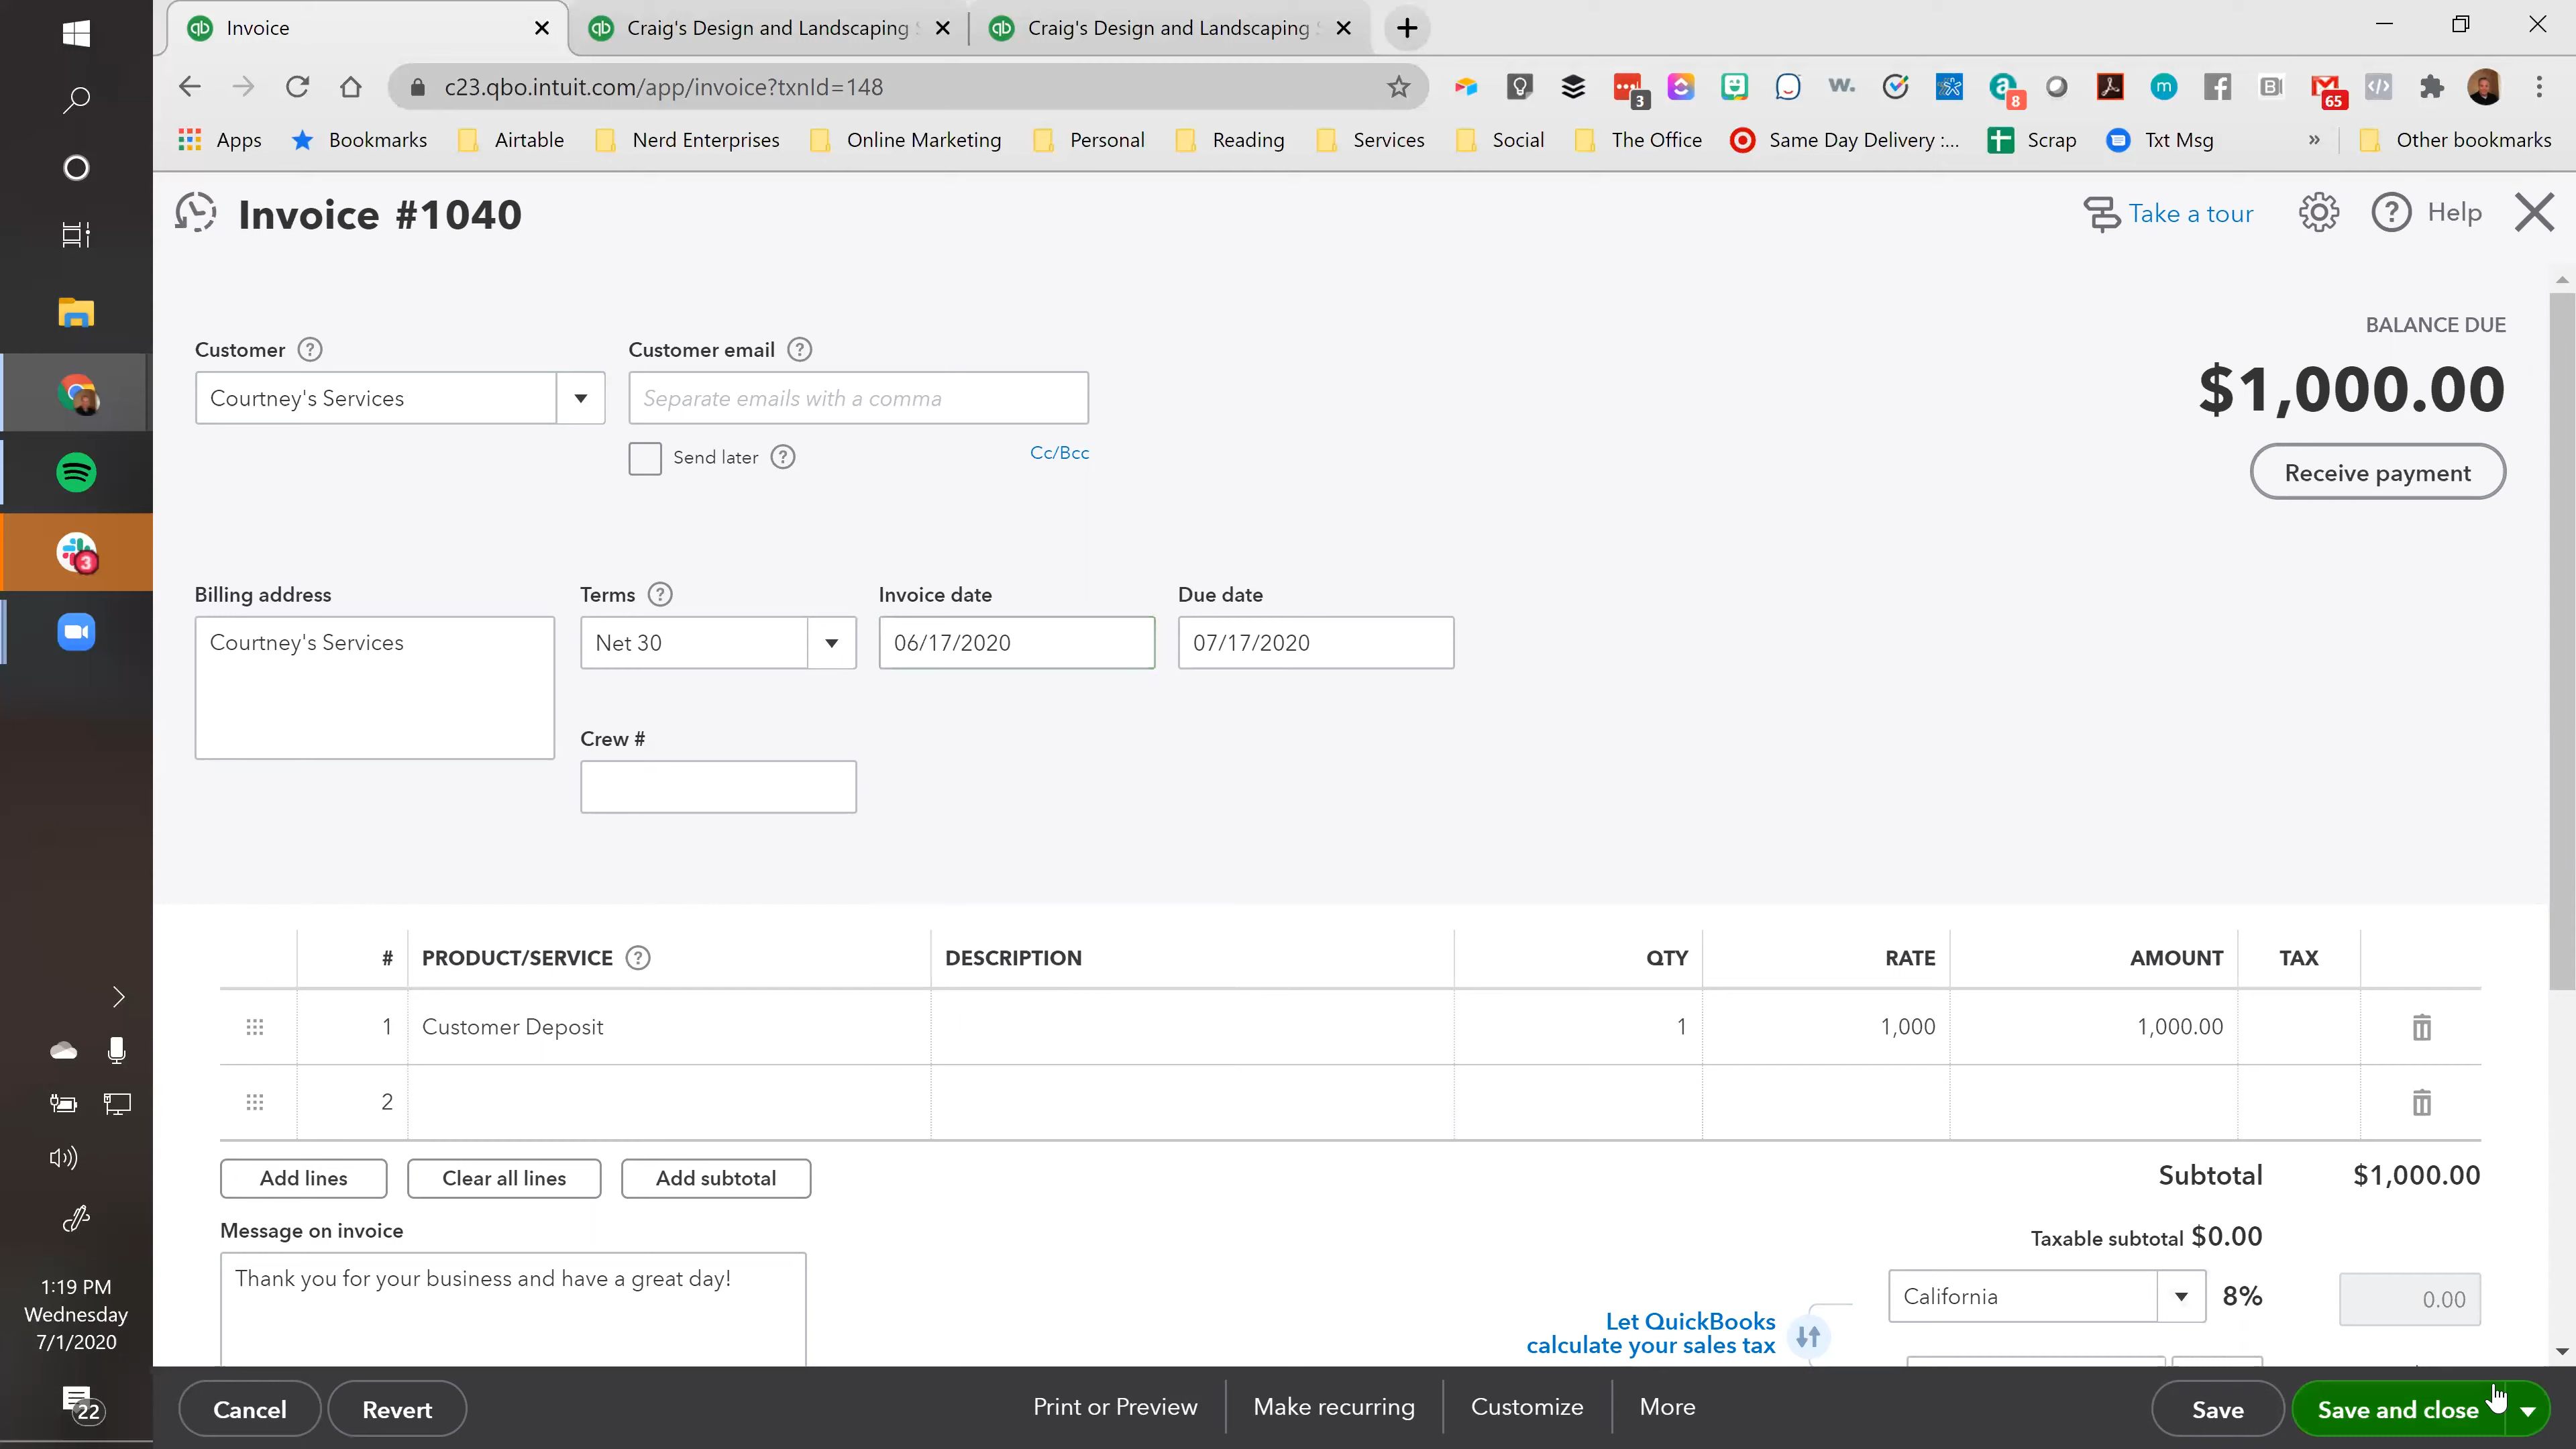 Invoice
Craig's Design and Landscaping
Craig's Design and Landscaping
c23.qbo.intuit.com/app/invoice?txnId=148
3
w.
8
m
B
65
Apps
Bookmarks
Airtable
Nerd Enterprises
Online Marketing
Personal
Reading
Services
Social
The Office
Same Day Delivery :...
Scrap
Txt Msg
»
Other bookmarks
Invoice #1040
Take a tour
Help
BALANCE DUE
$1,000.00
Receive payment
Customer
Customer email
Courtney's Services
Separate emails with a comma
Send later
Cc/Bcc
Billing address
Terms
Invoice date
Due date
Courtney's Services
Net 30
06/17/2020
07/17/2020
Crew #
# PRODUCT/SERVICE DESCRIPTION QTY RATE AMOUNT TAX
1 Customer Deposit 1 1,000 1,000.00
2
Add lines
Clear all lines
Add subtotal
Subtotal $1,000.00
Message on invoice
Taxable subtotal $0.00
Thank you for your business and have a great day!
California
8%
0.00
Let QuickBooks
calculate your sales tax
Cancel
Revert
Print or Preview
Make recurring
Customize
More
Save
Save and close
3
1:19 PM
Wednesday
7/1/2020
22